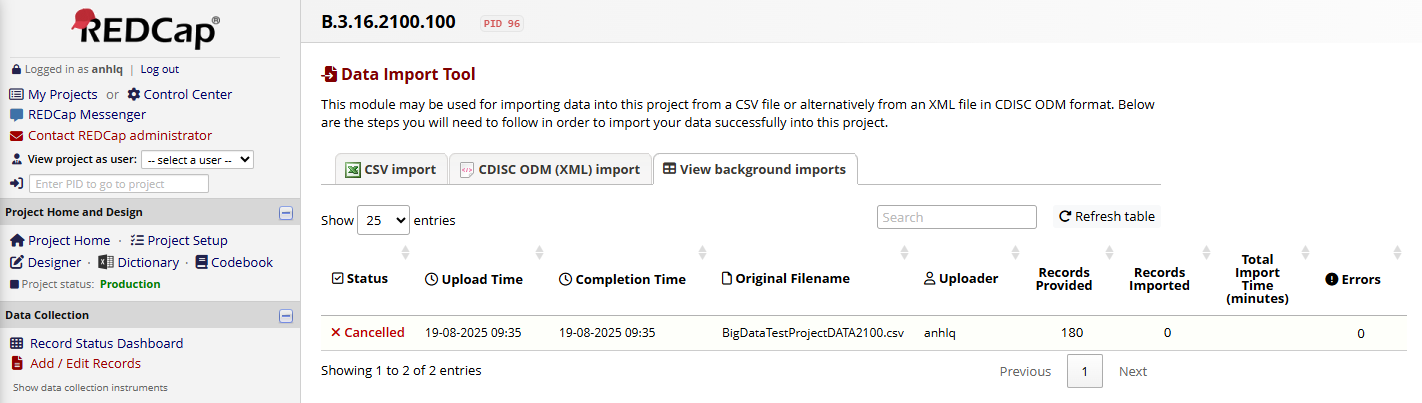 REDCap®
Logged in as anhlq | Log out
My Projects or Control Center
REDCap Messenger
Contact REDCap administrator
View project as user: -- select a user --
Enter PID to go to project
Project Home and Design
Project Home · Project Setup
Designer · Dictionary · Codebook
Project status: Production
Data Collection
Record Status Dashboard
Add / Edit Records
Show data collection instruments
B.3.16.2100.100 PID 96
Data Import Tool
This module may be used for importing data into this project from a CSV file or alternatively from an XML file in CDISC ODM format. Below
are the steps you will need to follow in order to import your data successfully into this project.
CSV import CDISC ODM (XML) import View background imports
Show 25 entries Search Refresh table
Status Upload Time Completion Time Original Filename Uploader Records Provided Records Imported Total Import Time (minutes) Errors
Cancelled 19-08-2025 09:35 19-08-2025 09:35 BigDataTestProjectDATA2100.csv anhlq 180 0 0
Showing 1 to 2 of 2 entries Previous 1 Next